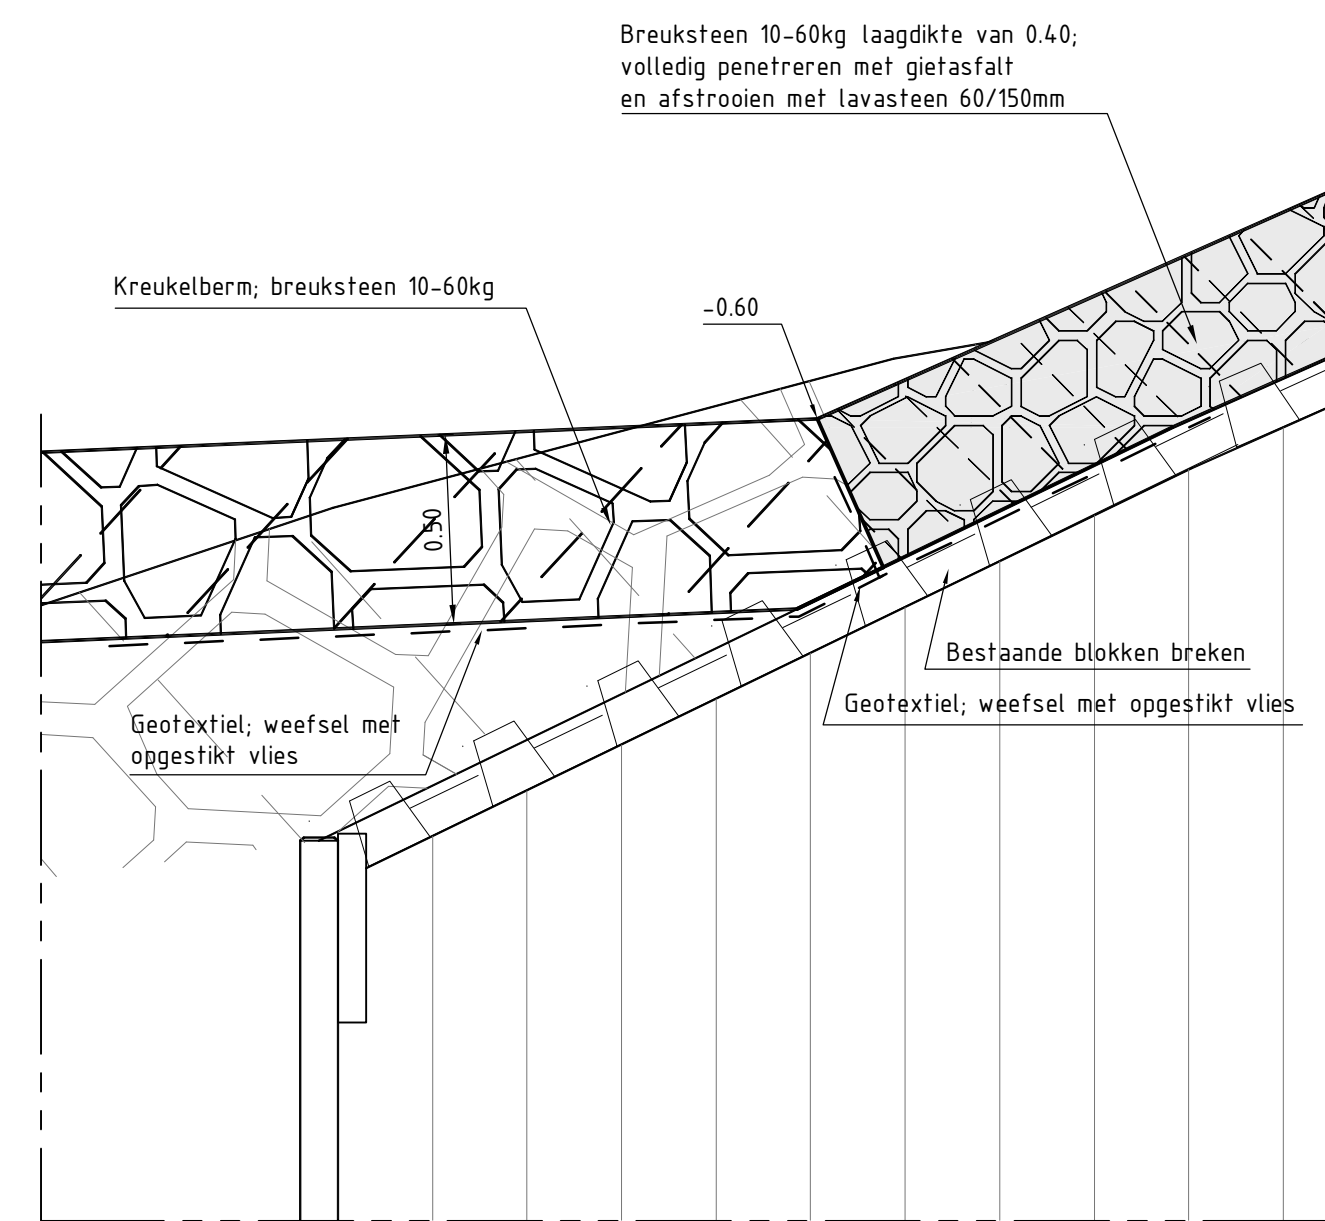 Breuksteen 10-60kg laagdikte van 0.40;
volledig penetreren met gietasfalt
en afstrooien met lavasteen 60/150mm
Kreukelberm; breuksteen 10-60kg
-0.60
0.50
Bestaande blokken breken
Geotextiel; weefsel met opgestikt vlies
Geotextiel; weefsel met
opgestikt vlies